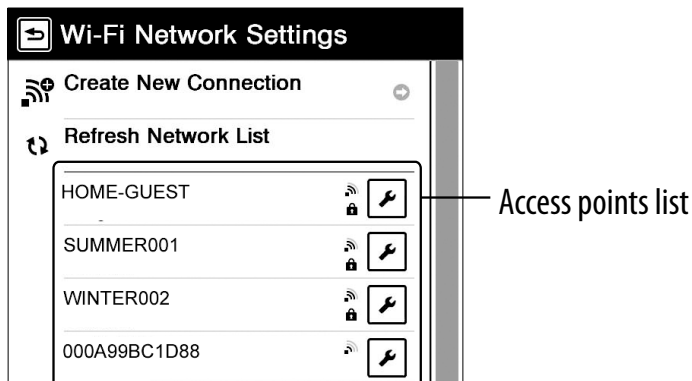 Wi-Fi Network Settings
Create New Connection
Refresh Network List
HOME-GUEST
Access points list
SUMMER001
WINTER002
000A99BC1D88